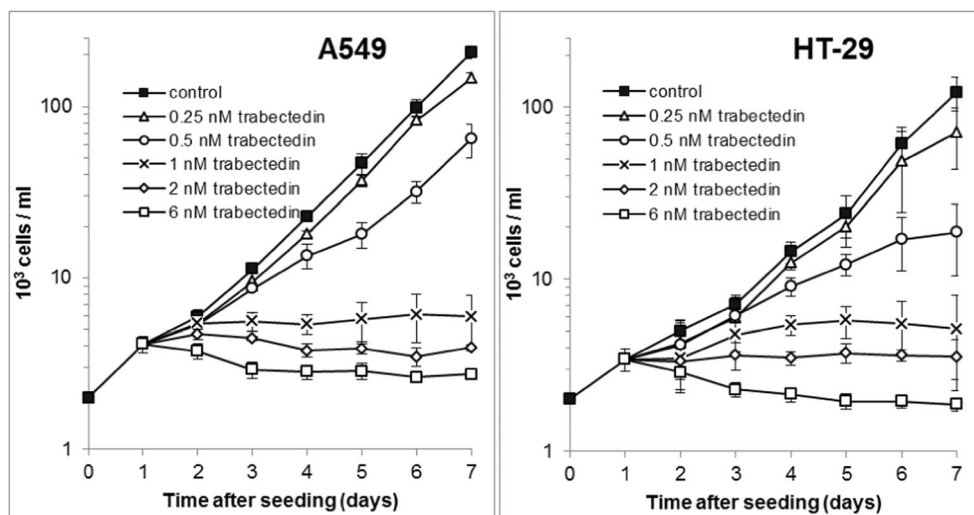 A549
control
0.25 nM trabectedin
0.5 nM trabectedin
1 nM trabectedin
2 nM trabectedin
6 nM trabectedin
100
10
1
10³ cells / ml
0 1 2 3 4 5 6 7
Time after seeding (days)
HT-29
control
0.25 nM trabectedin
0.5 nM trabectedin
1 nM trabectedin
2 nM trabectedin
6 nM trabectedin
100
10
1
10³ cells / ml
0 1 2 3 4 5 6 7
Time after seeding (days)